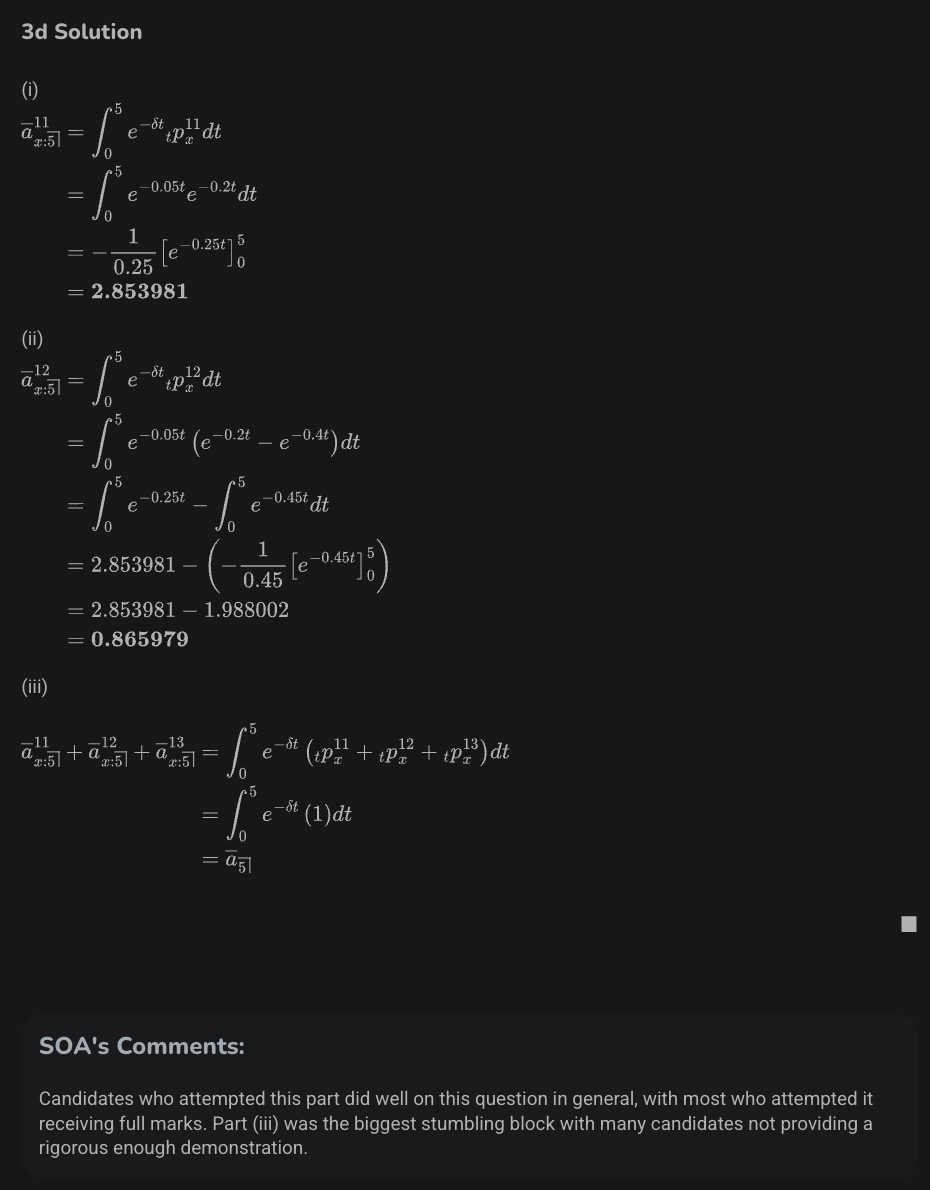 3d Solution
(i)
$\overline{a}^{11}_{x:\overline{5}|} = \int_0^5 e^{-\delta t} {}_tp_x^{11} dt$
$= \int_0^5 e^{-0.05t} e^{-0.2t} dt$
$= -\frac{1}{0.25} \left[ e^{-0.25t} \right]_0^5$
$= \mathbf{2.853981}$
(ii)
$\overline{a}^{12}_{x:\overline{5}|} = \int_0^5 e^{-\delta t} {}_tp_x^{12} dt$
$= \int_0^5 e^{-0.05t} \left( e^{-0.2t} - e^{-0.4t} \right) dt$
$= \int_0^5 e^{-0.25t} - \int_0^5 e^{-0.45t} dt$
$= 2.853981 - \left( -\frac{1}{0.45} \left[ e^{-0.45t} \right]_0^5 \right)$
$= 2.853981 - 1.988002$
$= \mathbf{0.865979}$
(iii)
$\overline{a}^{11}_{x:\overline{5}|} + \overline{a}^{12}_{x:\overline{5}|} + \overline{a}^{13}_{x:\overline{5}|} = \int_0^5 e^{-\delta t} \left( {}_tp_x^{11} + {}_tp_x^{12} + {}_tp_x^{13} \right) dt$
$= \int_0^5 e^{-\delta t} (1) dt$
$= \overline{a}_{\overline{5}|}$
SOA's Comments:
Candidates who attempted this part did well on this question in general, with most who attempted it
receiving full marks. Part (iii) was the biggest stumbling block with many candidates not providing a
rigorous enough demonstration.